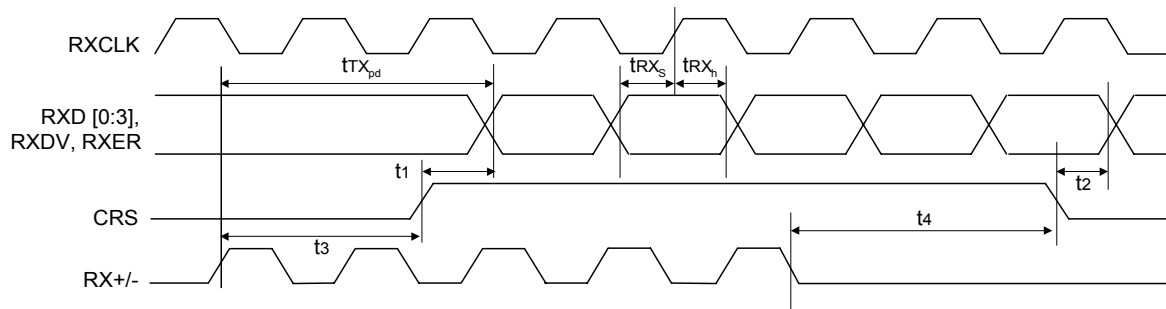 RXCLK
tTXpd
tRXS
tRXh
RXD [0:3],
RXDV, RXER
t1
t2
CRS
t3
t4
RX+/-